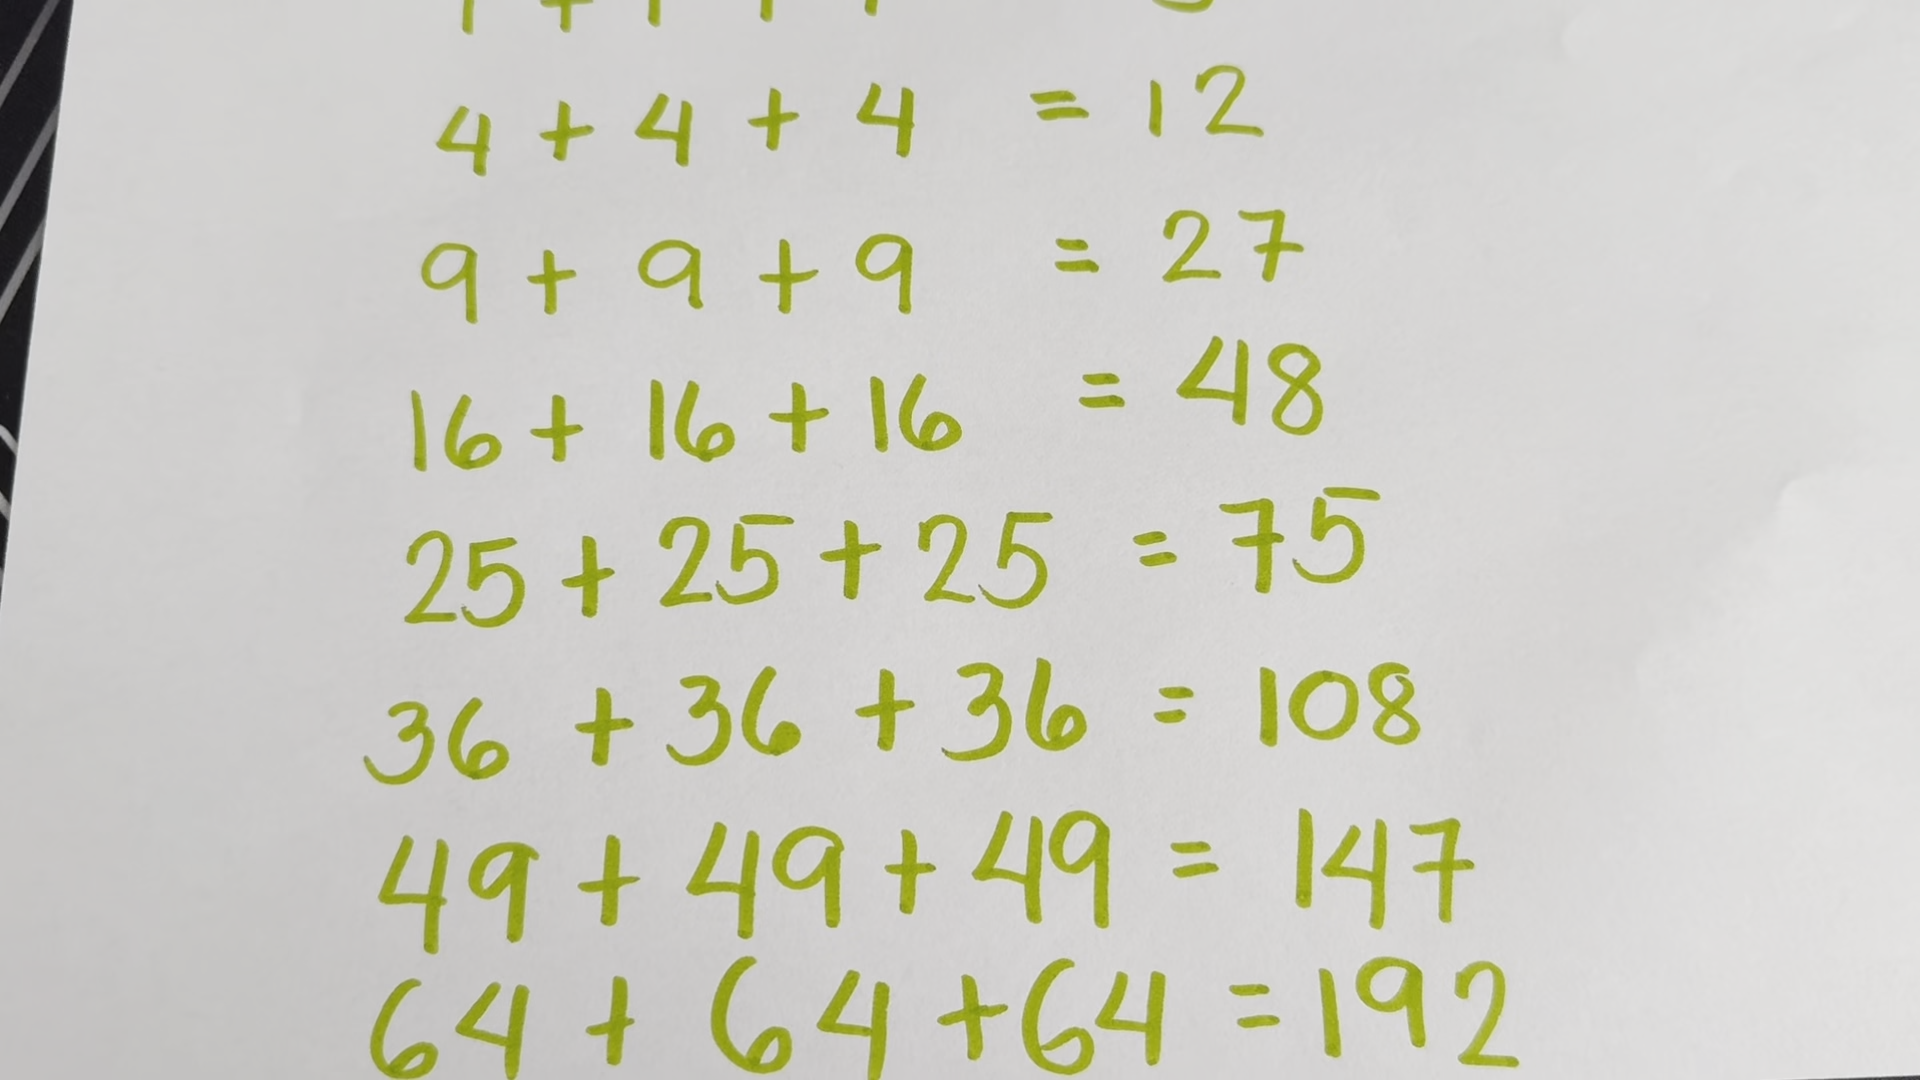 4 + 4 + 4 = 12
9 + 9 + 9 = 27
16 + 16 + 16 = 48
25 + 25 + 25 = 75
36 + 36 + 36 = 108
49 + 49 + 49 = 147
64 + 64 + 64 = 192